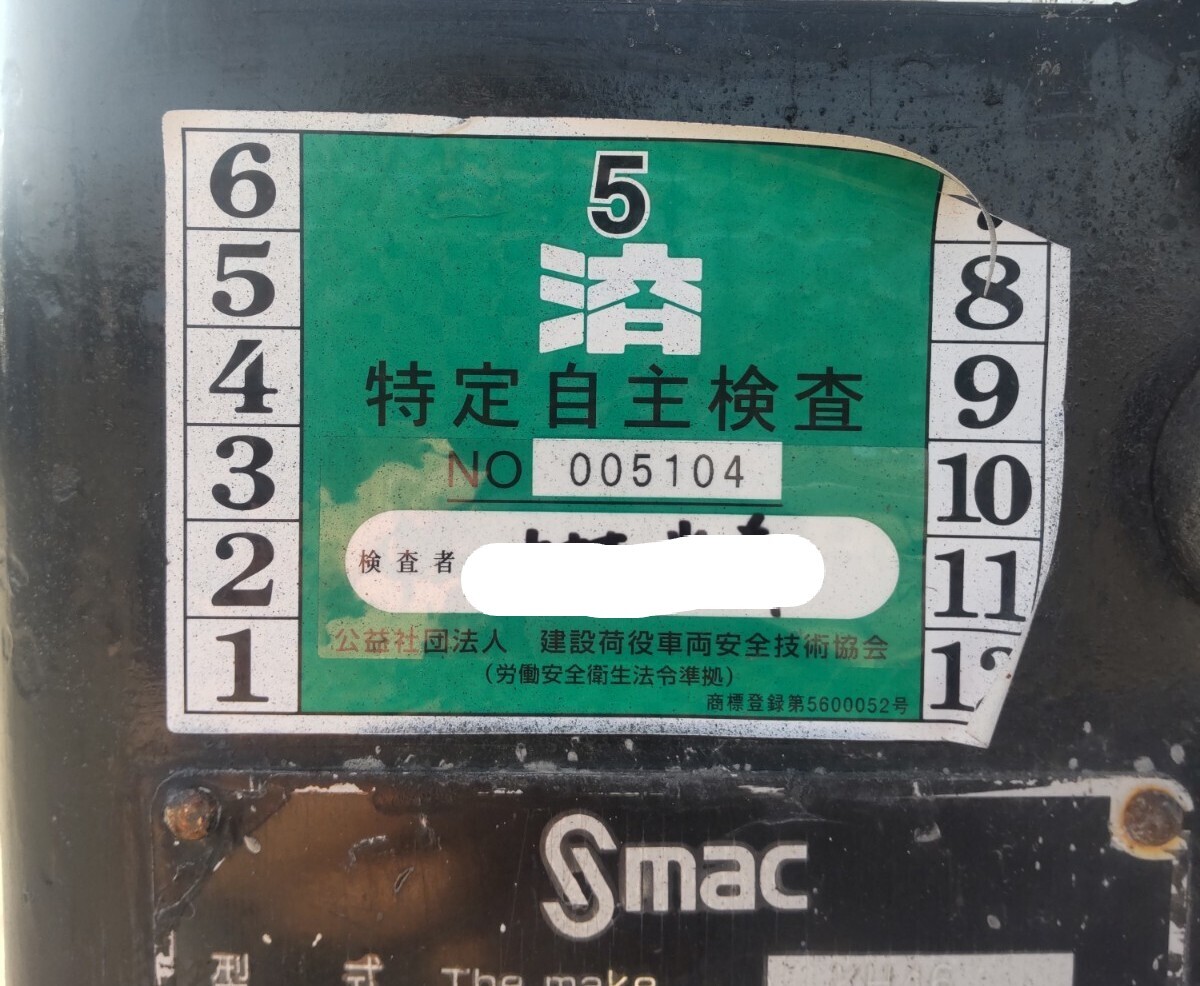 6
5
4
3
2
1
5
済
特定自主検査
NO 005104
検査者
公益社団法人 建設荷役車両安全技術協会
(労働安全衛生法令準拠)
商標登録第5600052号
8
9
10
11
Smac
型 式 The make